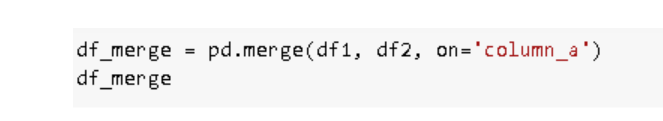 df_merge = pd.merge(df1, df2, on='column_a')
df_merge